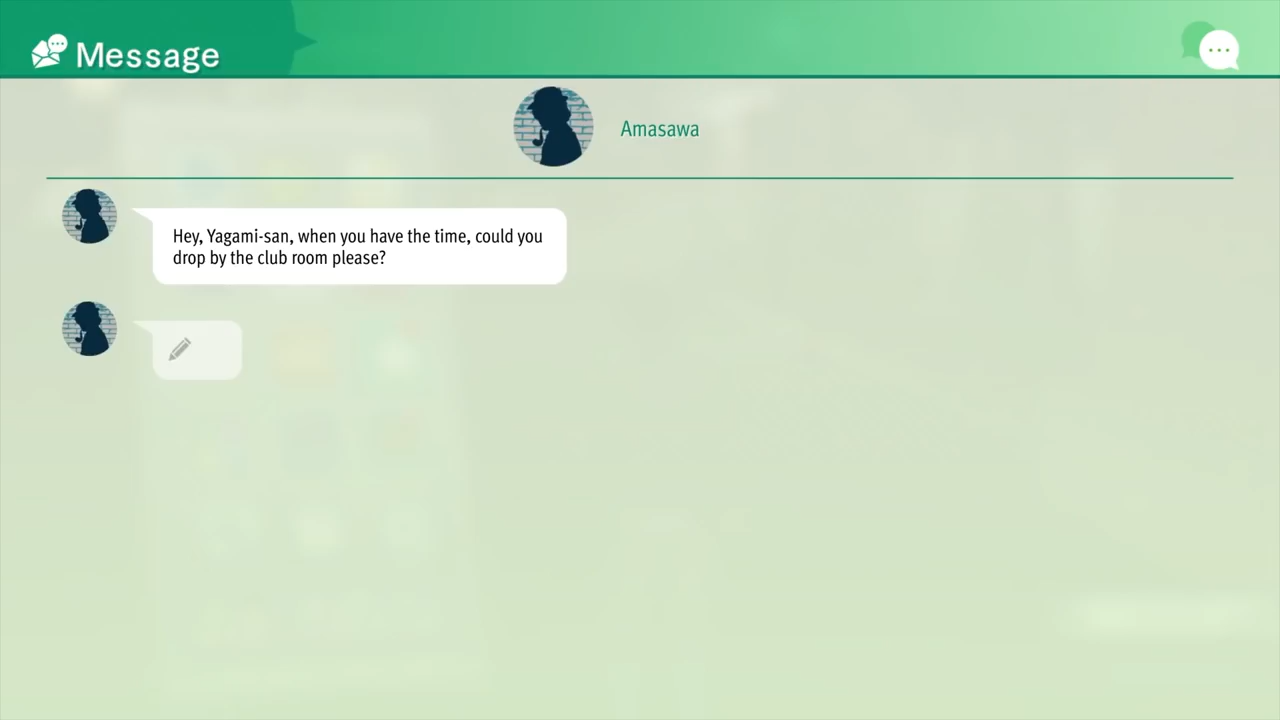 Message
Amasawa
Hey, Yagami-san, when you have the time, could you
drop by the club room please?